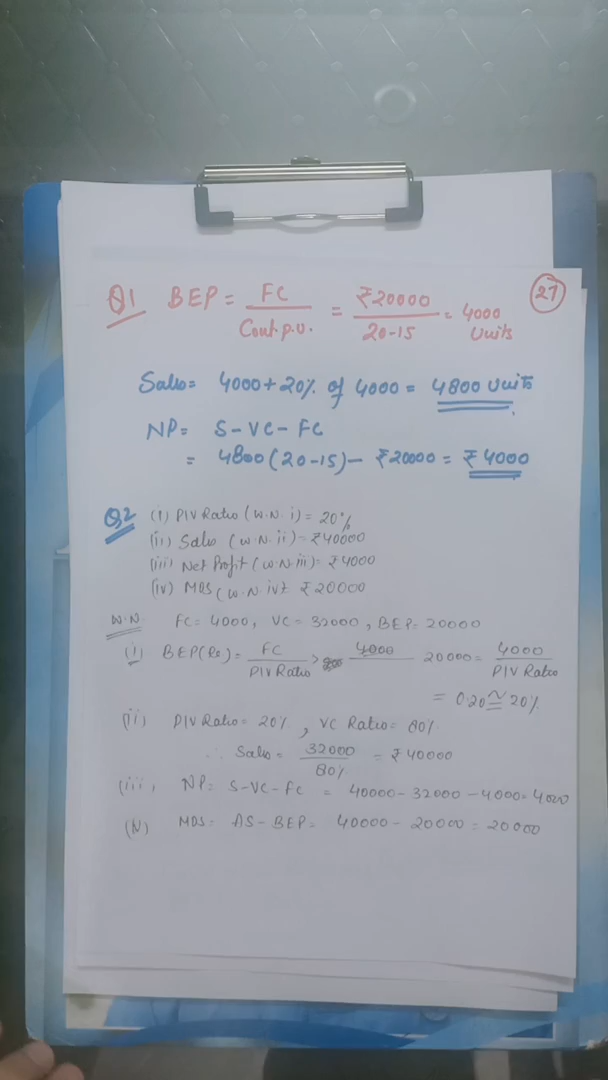 27
Q1 BEP = FC / Cont p.u. = ₹20000 / 20-15 = 4000 Units
Sales = 4000 + 20% of 4000 = 4800 Units
NP = S - VC - FC
= 4800 (20-15) - ₹20000 = ₹4000
Q2 (i) P/V Ratio (W.N. i) = 20%
(ii) Sales (W.N. ii) = ₹40000
(iii) Net Profit (W.N. iii) = ₹4000
(iv) MOS (W.N. iv) = ₹20000
W.N. FC = 4000, VC = 32000, BEP = 20000
(i) BEP(Rs) = FC / P/V Ratio > 4000 20000 = 4000 / P/V Ratio
= 0.20 ≅ 20%
(ii) P/V Ratio = 20%, VC Ratio = 80%
∴ Sales = 32000 / 80% = ₹40000
(iii) NP = S - VC - FC = 40000 - 32000 - 4000 = 4000
(iv) MOS = AS - BEP = 40000 - 20000 = 20000